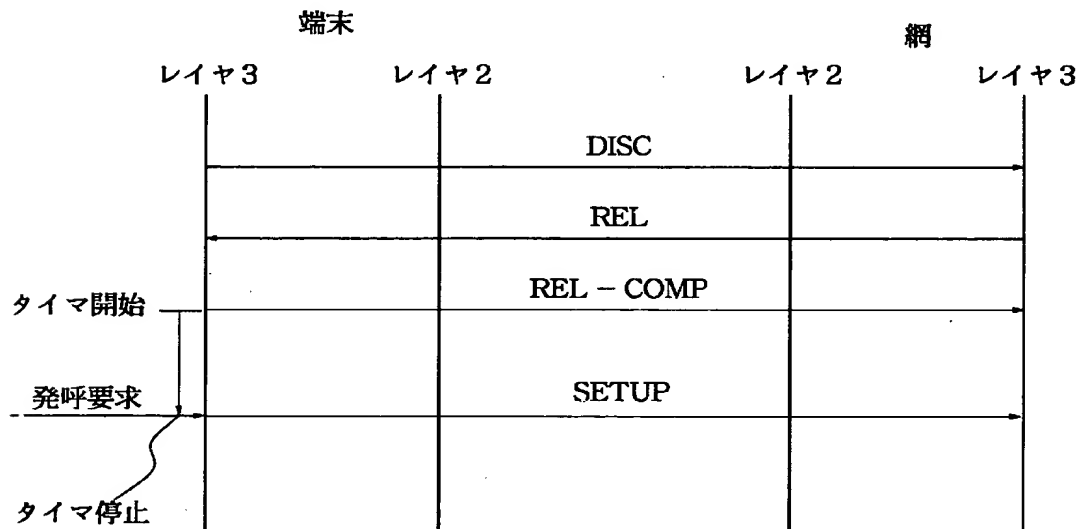 端末
網
レイヤ3
レイヤ2
レイヤ2
レイヤ3
DISC
REL
REL－COMP
タイマ開始
発呼要求
SETUP
タイマ停止